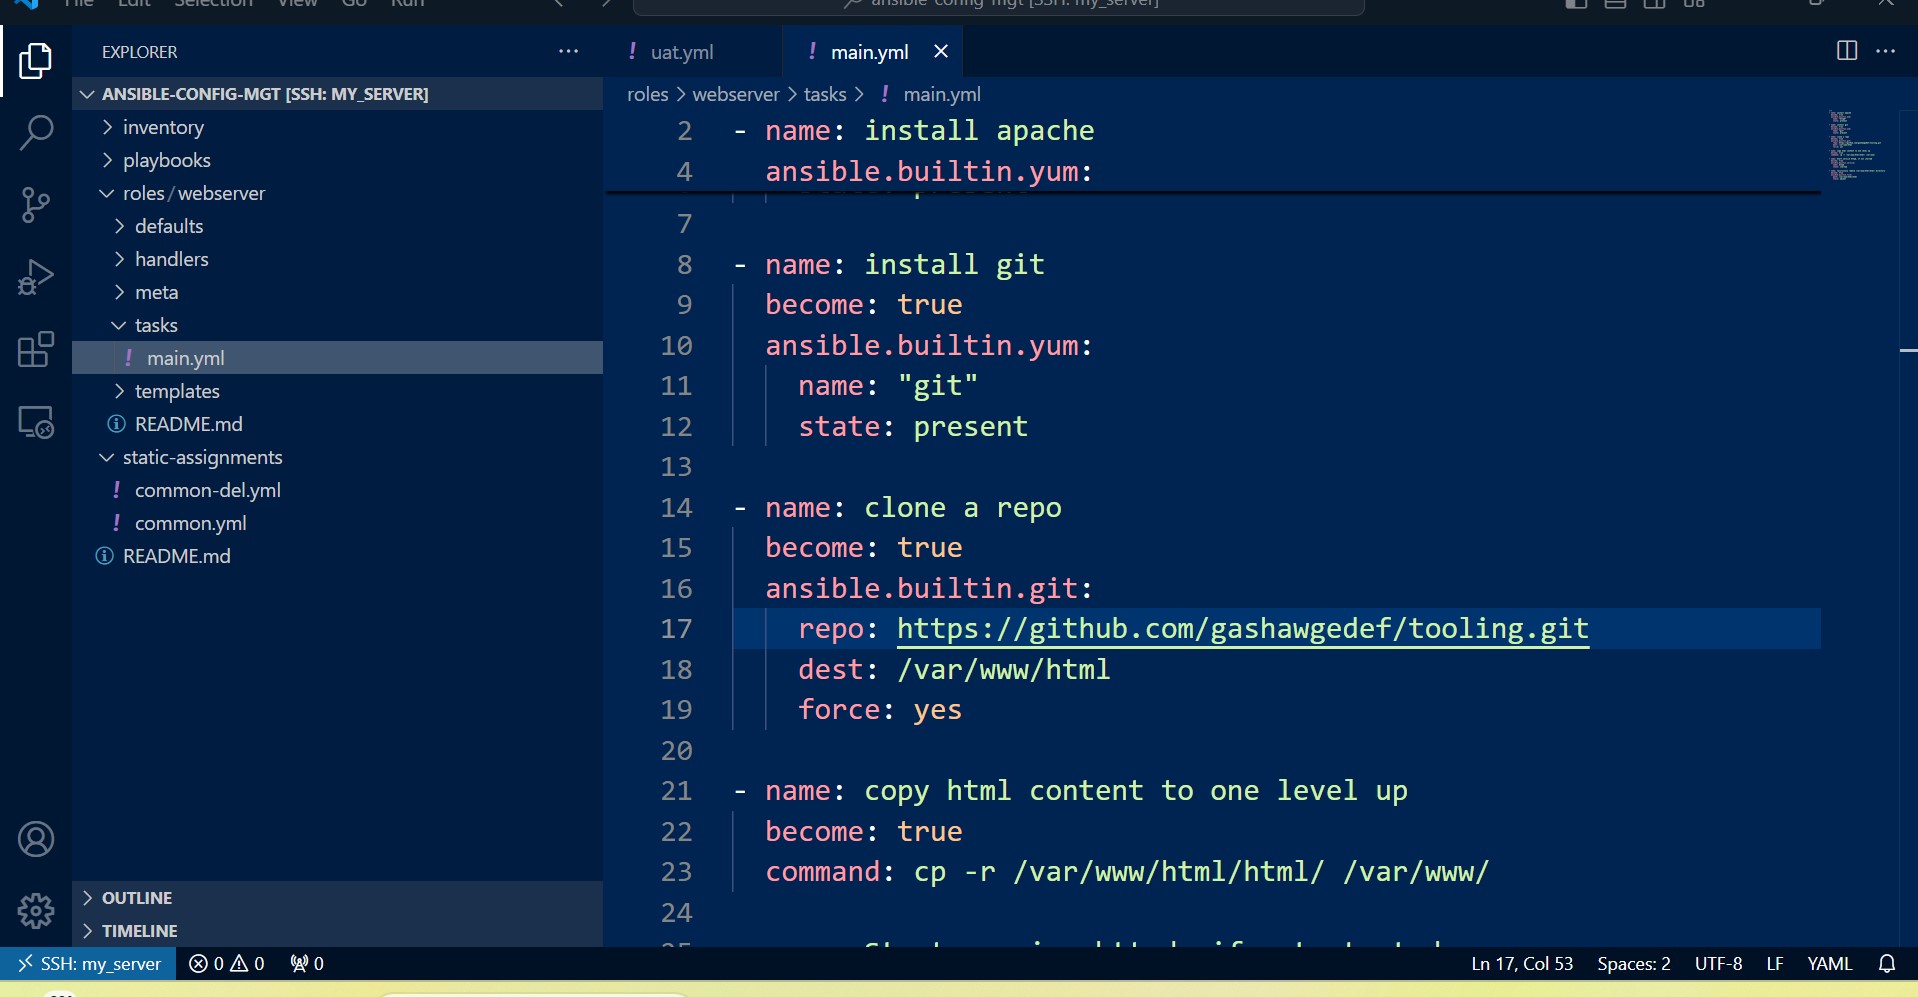 File Edit Selection View Go Run
ansible-config-mgt [SSH: my_server]
EXPLORER
uat.yml
main.yml
ANSIBLE-CONFIG-MGT [SSH: MY_SERVER]
inventory
playbooks
roles/webserver
defaults
handlers
meta
tasks
main.yml
templates
README.md
static-assignments
common-del.yml
common.yml
README.md
OUTLINE
TIMELINE
roles > webserver > tasks > ! main.yml
2 - name: install apache
4 ansible.builtin.yum:
7
8 - name: install git
9 become: true
10 ansible.builtin.yum:
11 name: "git"
12 state: present
13
14 - name: clone a repo
15 become: true
16 ansible.builtin.git:
17 repo: https://github.com/gashawgedef/tooling.git
18 dest: /var/www/html
19 force: yes
20
21 - name: copy html content to one level up
22 become: true
23 command: cp -r /var/www/html/html/ /var/www/
24
SSH: my_server 0 0 0
Ln 17, Col 53 Spaces: 2 UTF-8 LF YAML